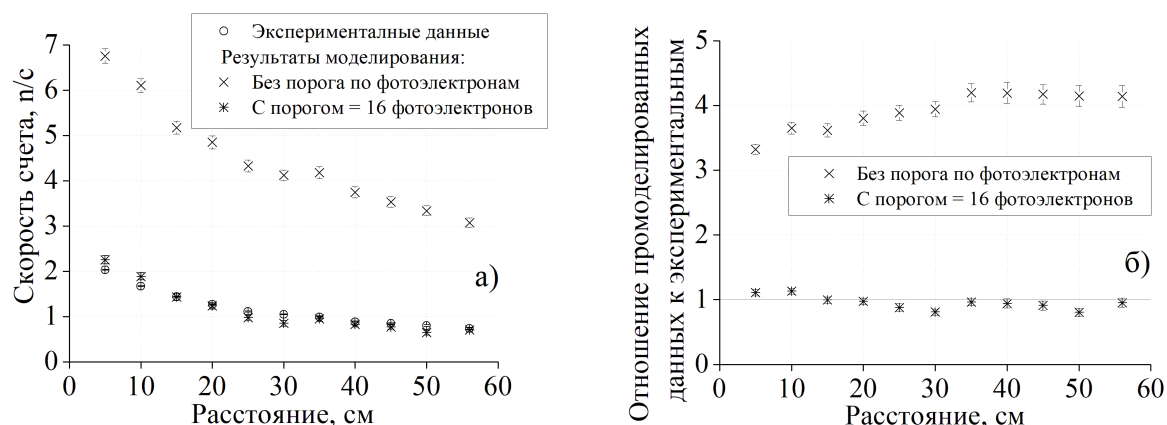 Экспериментальные данные
Результаты моделирования:
Без порога по фотоэлектронам
С порогом = 16 фотоэлектронов
Скорость счета, n/c
7
6
5
4
3
2
1
0
а)
0 10 20 30 40 50 60
Расстояние, см
Отношение промоделированных
данных к экспериментальным
5
4
3
2
1
0
Без порога по фотоэлектронам
С порогом = 16 фотоэлектронов
б)
0 10 20 30 40 50 60
Расстояние, см